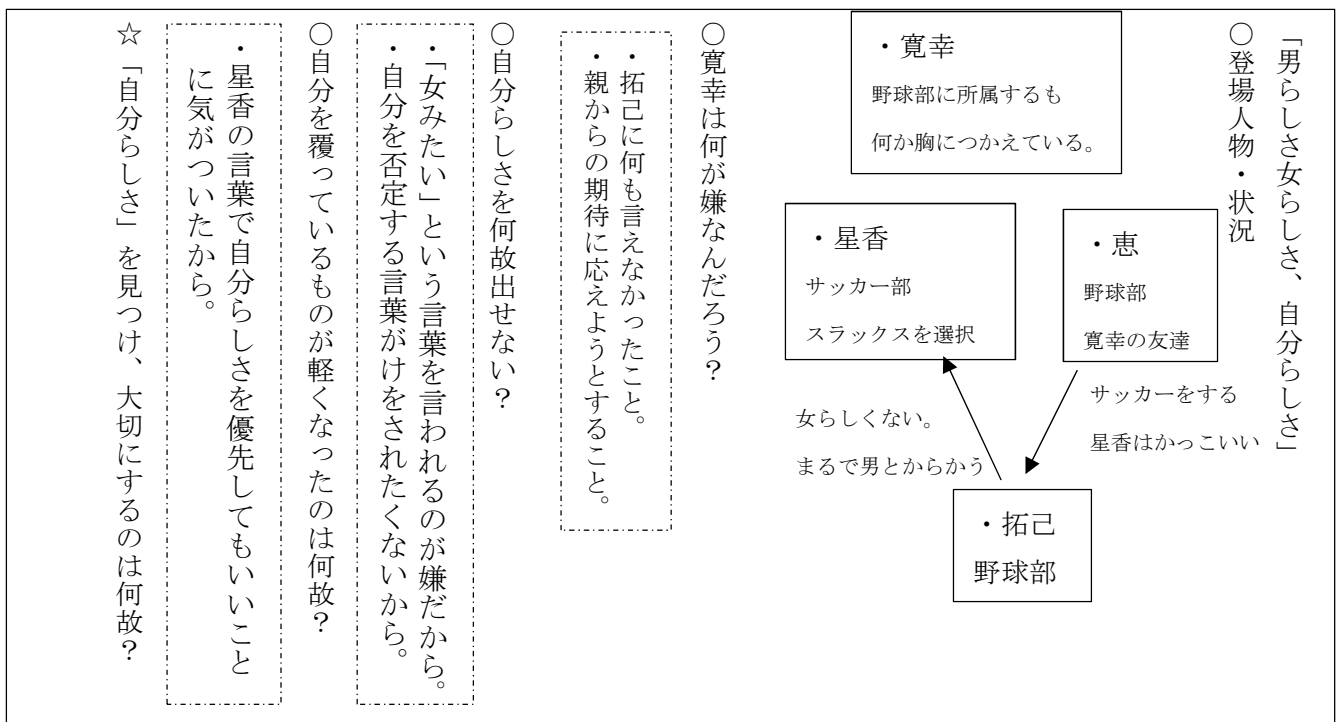 「男らしさ女らしさ、自分らしさ」
○登場人物・状況
・寛幸
野球部に所属するも
何か胸につかえている。
・恵
野球部
寛幸の友達
・星香
サッカー部
スラックスを選択
サッカーをする
星香はかっこいい
女らしくない。
まるで男とからかう
・拓己
野球部
○寛幸は何が嫌なんだろう？
・拓己に何も言えなかったこと。
・親からの期待に応えようとすること。
○自分らしさを何故出せない？
・「女みたい」という言葉を言われるのが嫌だから。
・自分を否定する言葉がけをされたくないから。
○自分を覆っているものが軽くなったのは何故？
・星香の言葉で自分らしさを優先してもいいこと
に気がついたから。
☆「自分らしさ」を見つけ、大切にするのは何故？